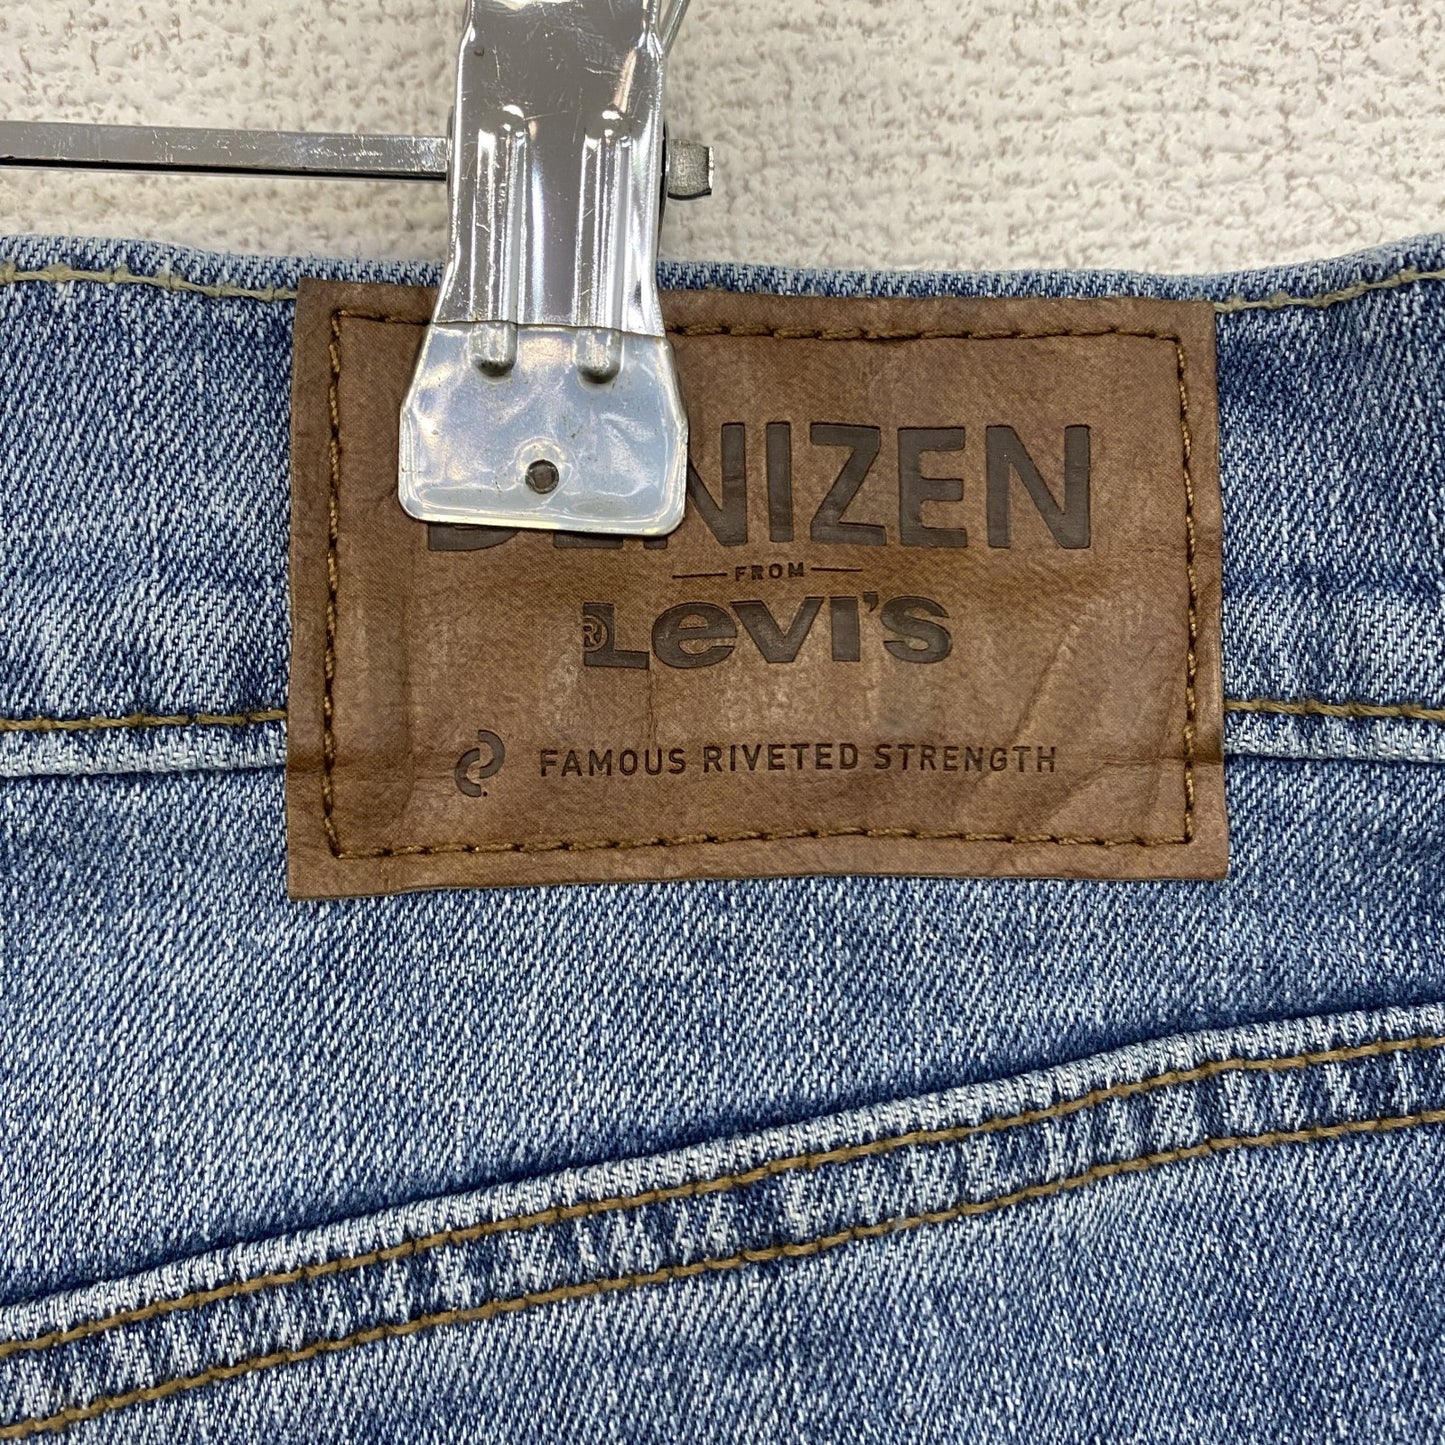 DENIZEN
FROM
Levi's
®
FAMOUS RIVETED STRENGTH